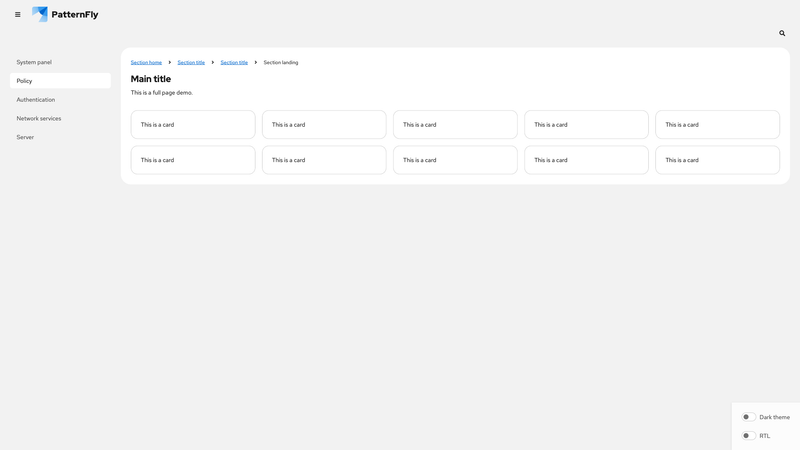 PatternFly
System panel
Policy
Authentication
Network services
Server
Section home Section title Section title Section landing
Main title
This is a full page demo.
This is a card This is a card This is a card This is a card This is a card
This is a card This is a card This is a card This is a card This is a card
Dark theme
RTL